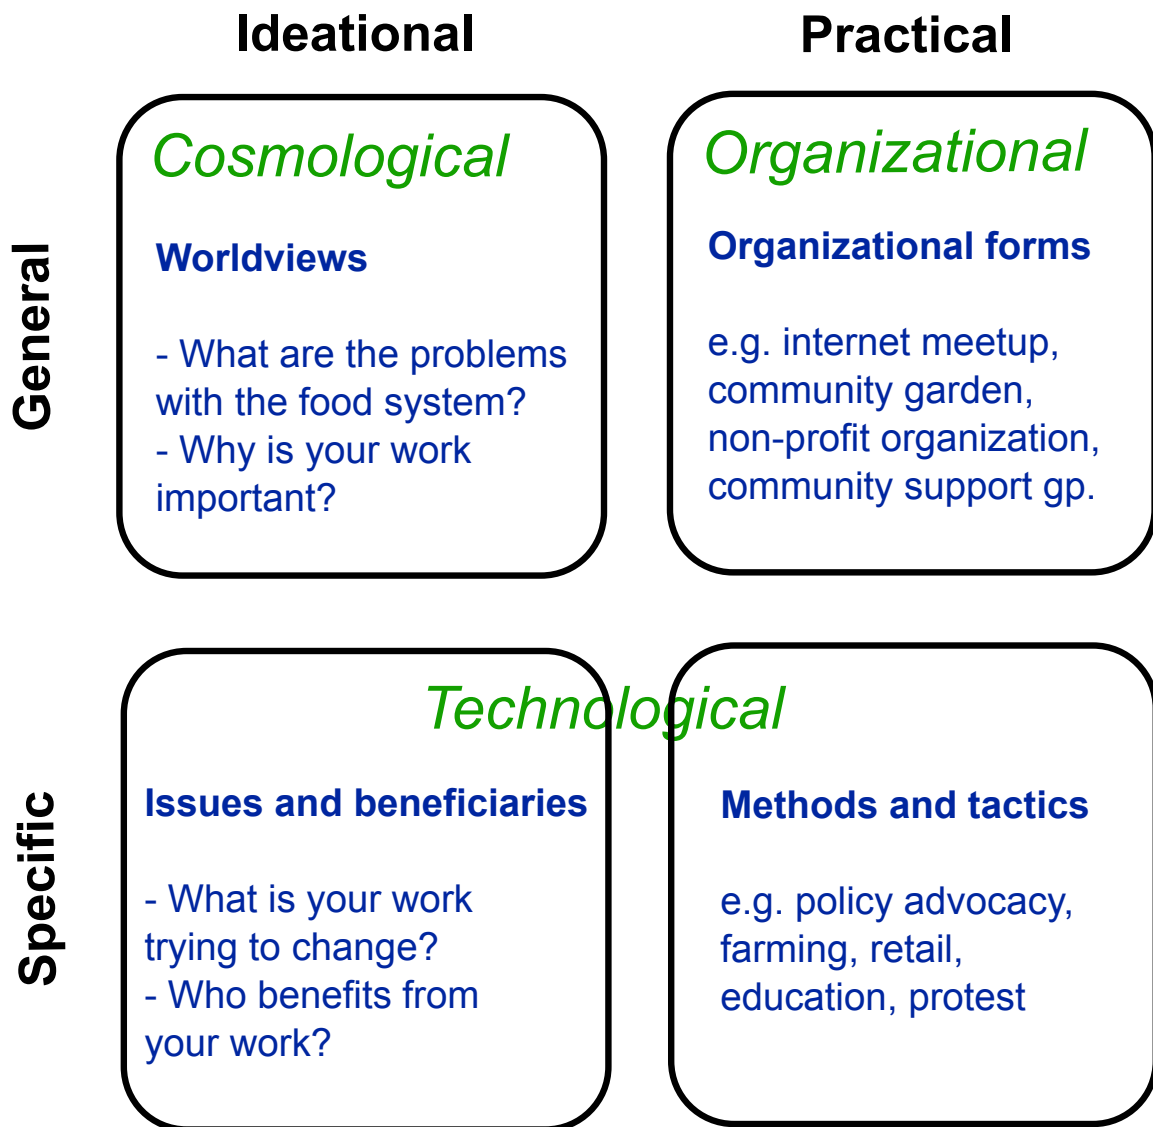 Ideational
Practical
General
Cosmological
Worldviews
- What are the problems
with the food system?
- Why is your work
important?
Organizational
Organizational forms
e.g. internet meetup,
community garden,
non-profit organization,
community support gp.
Specific
Technological
Issues and beneficiaries
- What is your work
trying to change?
- Who benefits from
your work?
Methods and tactics
e.g. policy advocacy,
farming, retail,
education, protest